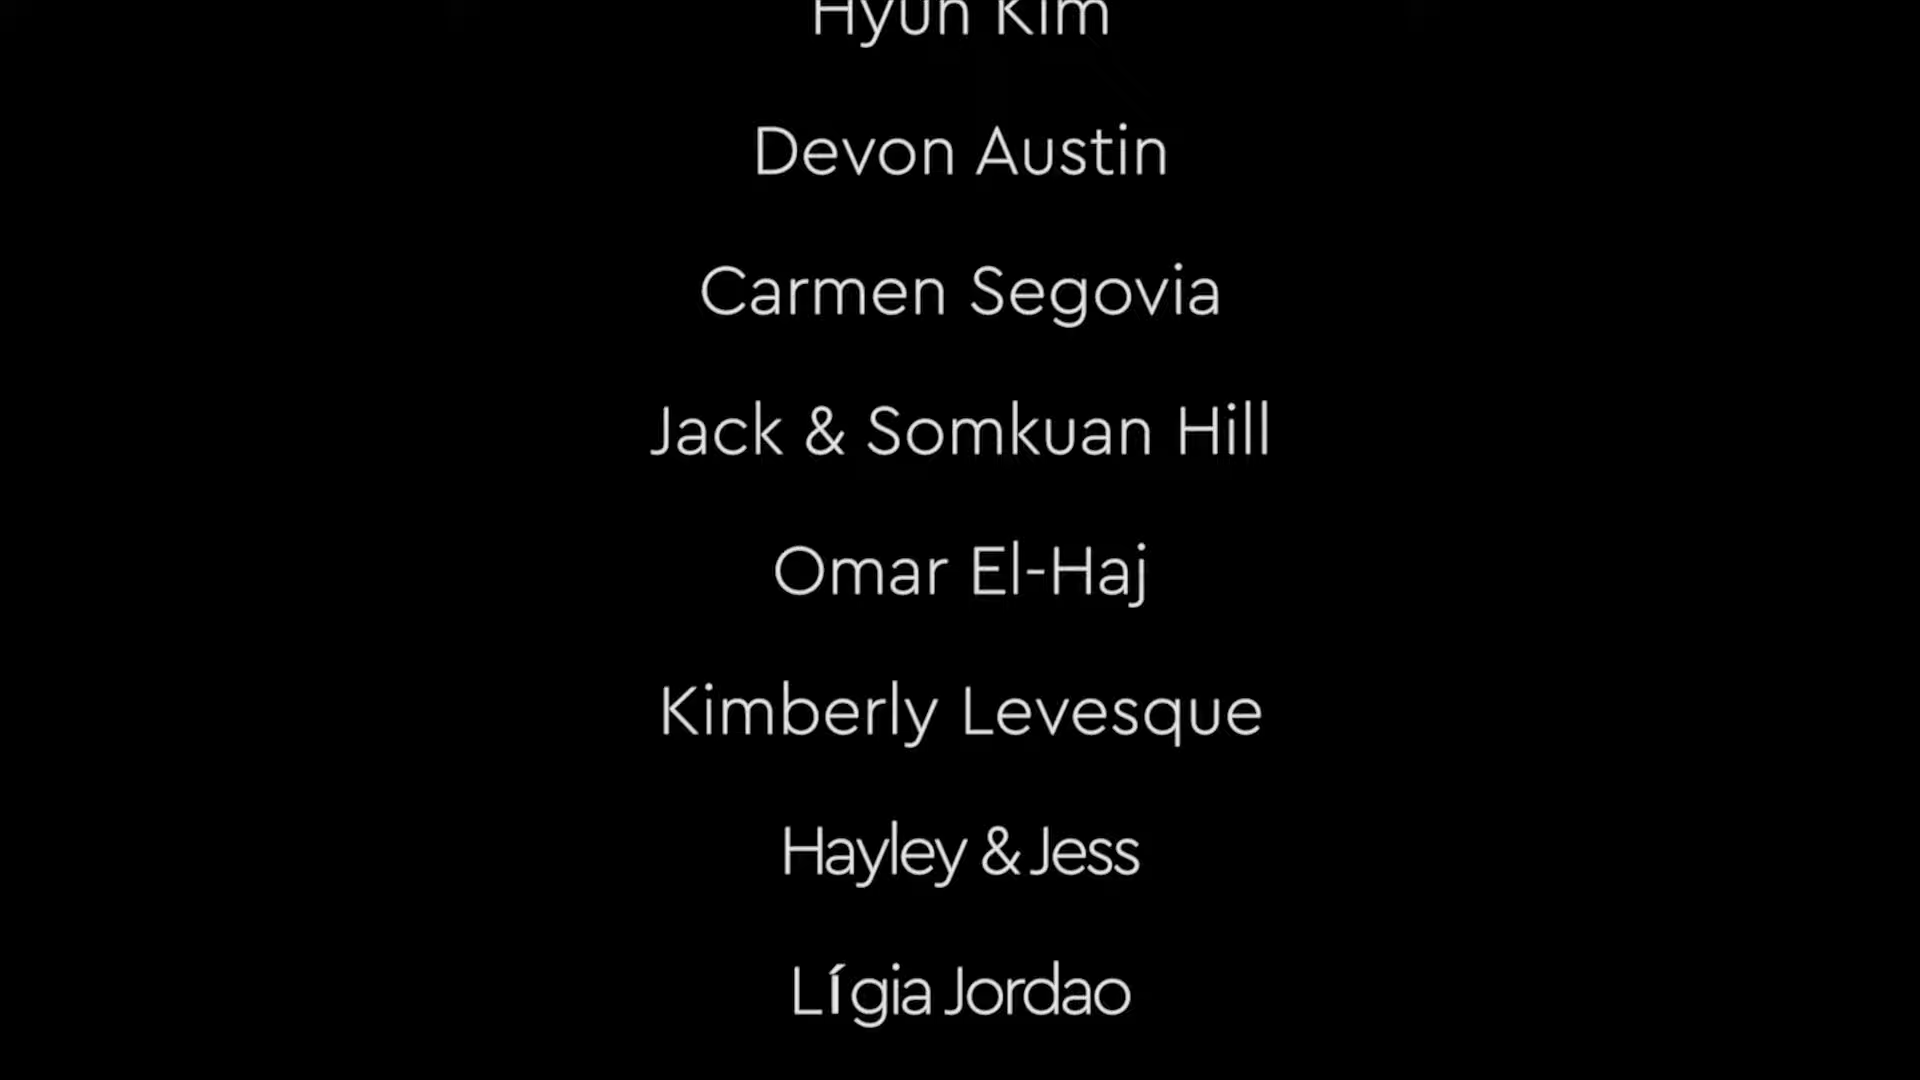 Hyun Kim
Devon Austin
Carmen Segovia
Jack & Somkuan Hill
Omar El-Haj
Kimberly Levesque
Hayley & Jess
Lígia Jordao